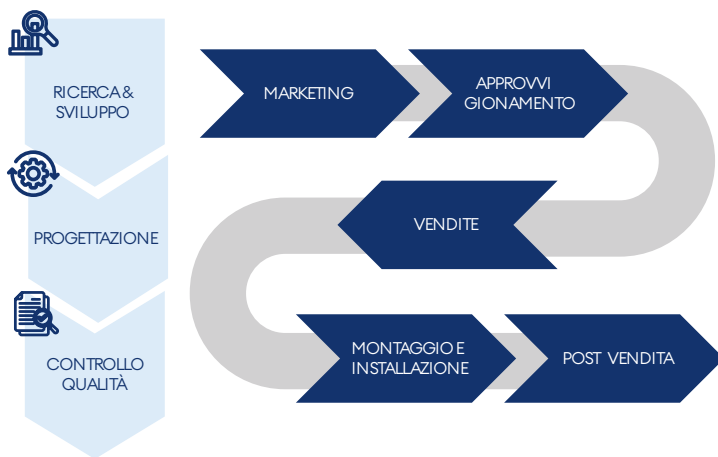 RICERCA &
SVILUPPO
PROGETTAZIONE
CONTROLLO
QUALITÀ
MARKETING
APPROVVI
GIONAMENTO
VENDITE
MONTAGGIO E
INSTALLAZIONE
POST VENDITA